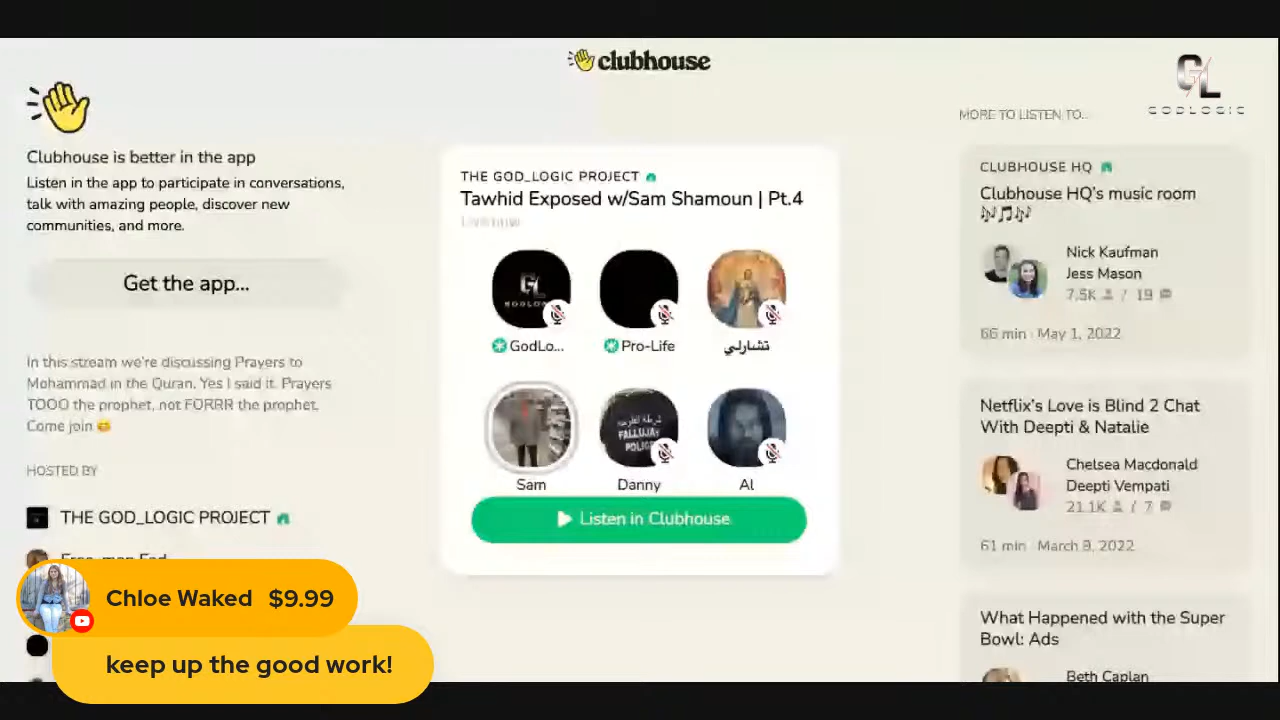 clubhouse
GL
GODLOGIC
Clubhouse is better in the app
Listen in the app to participate in conversations,
talk with amazing people, discover new
communities, and more.
Get the app...
In this stream we're discussing Prayers to
Mohammad in the Quran. Yes I said it. Prayers
TOOO the prophet, not FORRR the prophet.
Come join 😋
HOSTED BY
THE GOD_LOGIC PROJECT
Chloe Waked $9.99
keep up the good work!
THE GOD_LOGIC PROJECT
Tawhid Exposed w/Sam Shamoun | Pt.4
Live now
GodLo...
Pro-Life
تشارلي
FALLUJAH
POLICE
Sam
Danny
Al
Listen in Clubhouse
MORE TO LISTEN TO...
CLUBHOUSE HQ
Clubhouse HQ's music room
🎶🎵🎶
Nick Kaufman
Jess Mason
7.5K / 19
66 min · May 1, 2022
Netflix's Love is Blind 2 Chat
With Deepti & Natalie
Chelsea Macdonald
Deepti Vempati
21.1K / 7
61 min · March 9, 2022
What Happened with the Super
Bowl: Ads
Beth Caplan